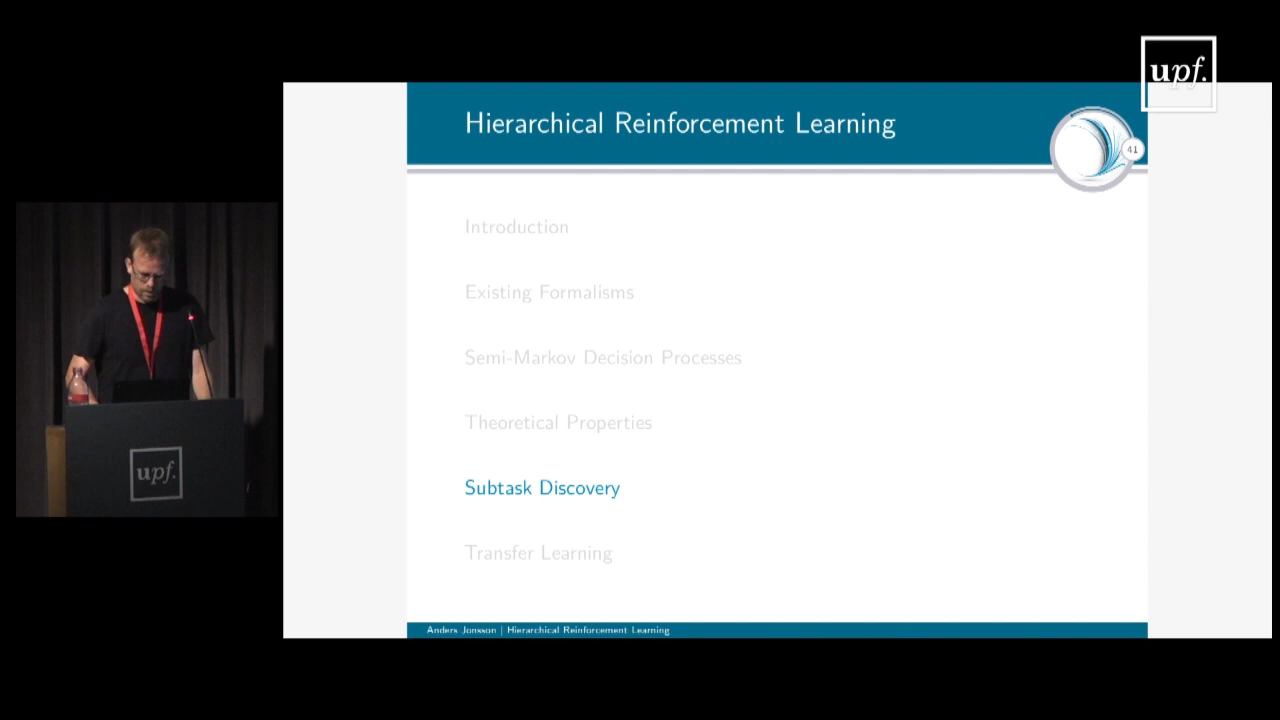 upf.
Hierarchical Reinforcement Learning
41
Introduction
Existing Formalisms
Semi-Markov Decision Processes
Theoretical Properties
Subtask Discovery
Transfer Learning
Anders Jonsson | Hierarchical Reinforcement Learning
upf.